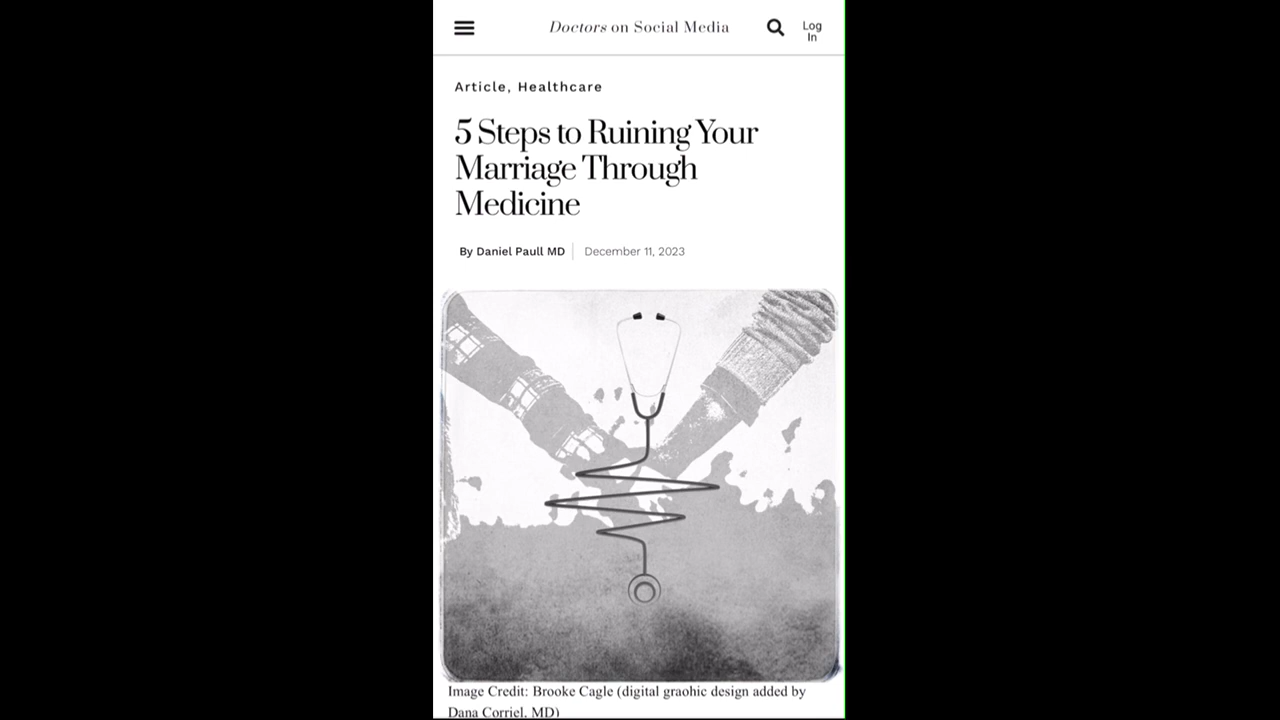 Doctors on Social Media
Log
In
Article, Healthcare
5 Steps to Ruining Your
Marriage Through
Medicine
By Daniel Paull MD
December 11, 2023
Image Credit: Brooke Cagle (digital graohic design added by
Dana Corriel, MD)